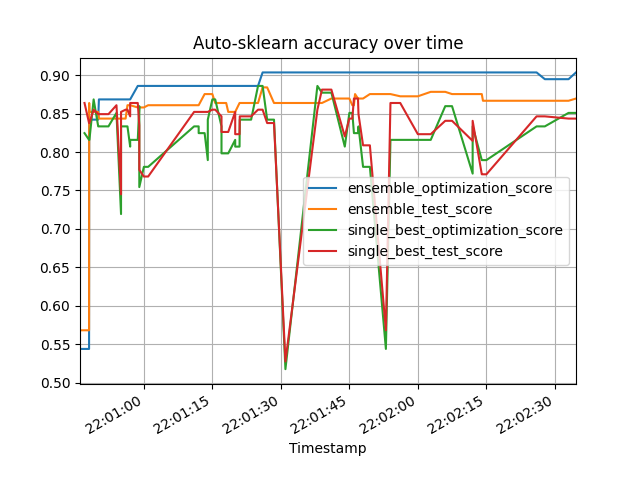 Auto-sklearn accuracy over time
0.90
0.85
0.80
0.75
0.70
0.65
0.60
0.55
0.50
ensemble_optimization_score
ensemble_test_score
single_best_optimization_score
single_best_test_score
22:01:00
22:01:15
22:01:30
22:01:45
22:02:00
22:02:15
22:02:30
Timestamp